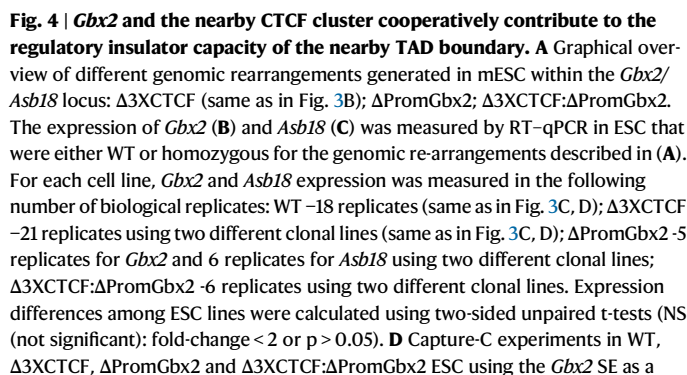 Fig. 4 | Gbx2 and the nearby CTCF cluster cooperatively contribute to the
regulatory insulator capacity of the nearby TAD boundary. A Graphical over-
view of different genomic rearrangements generated in mESC within the Gbx2/
Asb18 locus: Δ3XCTCF (same as in Fig. 3B); ΔPromGbx2; Δ3XCTCF:ΔPromGbx2.
The expression of Gbx2 (B) and Asb18 (C) was measured by RT−qPCR in ESC that
were either WT or homozygous for the genomic re-arrangements described in (A).
For each cell line, Gbx2 and Asb18 expression was measured in the following
number of biological replicates: WT −18 replicates (same as in Fig. 3C, D); Δ3XCTCF
−21 replicates using two different clonal lines (same as in Fig. 3C, D); ΔPromGbx2 -5
replicates for Gbx2 and 6 replicates for Asb18 using two different clonal lines;
Δ3XCTCF:ΔPromGbx2 -6 replicates using two different clonal lines. Expression
differences among ESC lines were calculated using two-sided unpaired t-tests (NS
(not significant): fold-change < 2 or p > 0.05). D Capture-C experiments in WT,
Δ3XCTCF, ΔPromGbx2 and Δ3XCTCF:ΔPromGbx2 ESC using the Gbx2 SE as a